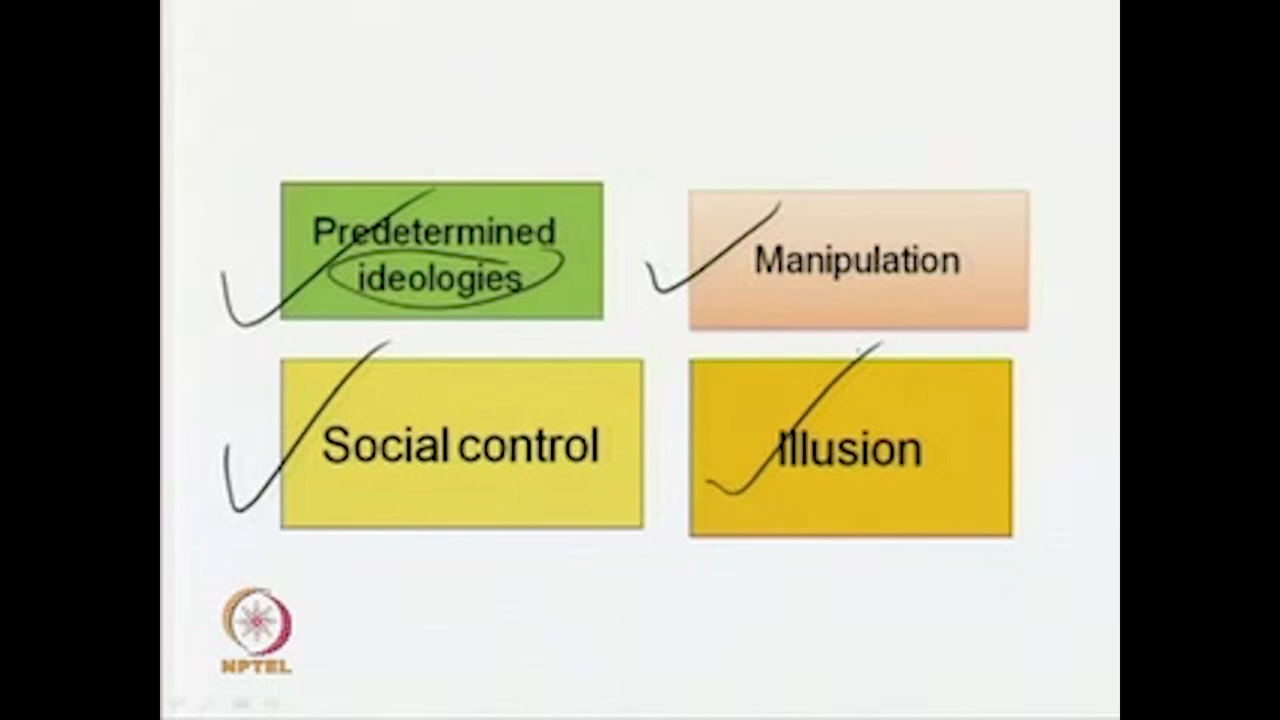 Predetermined
ideologies
Manipulation
Social control
Illusion
NPTEL